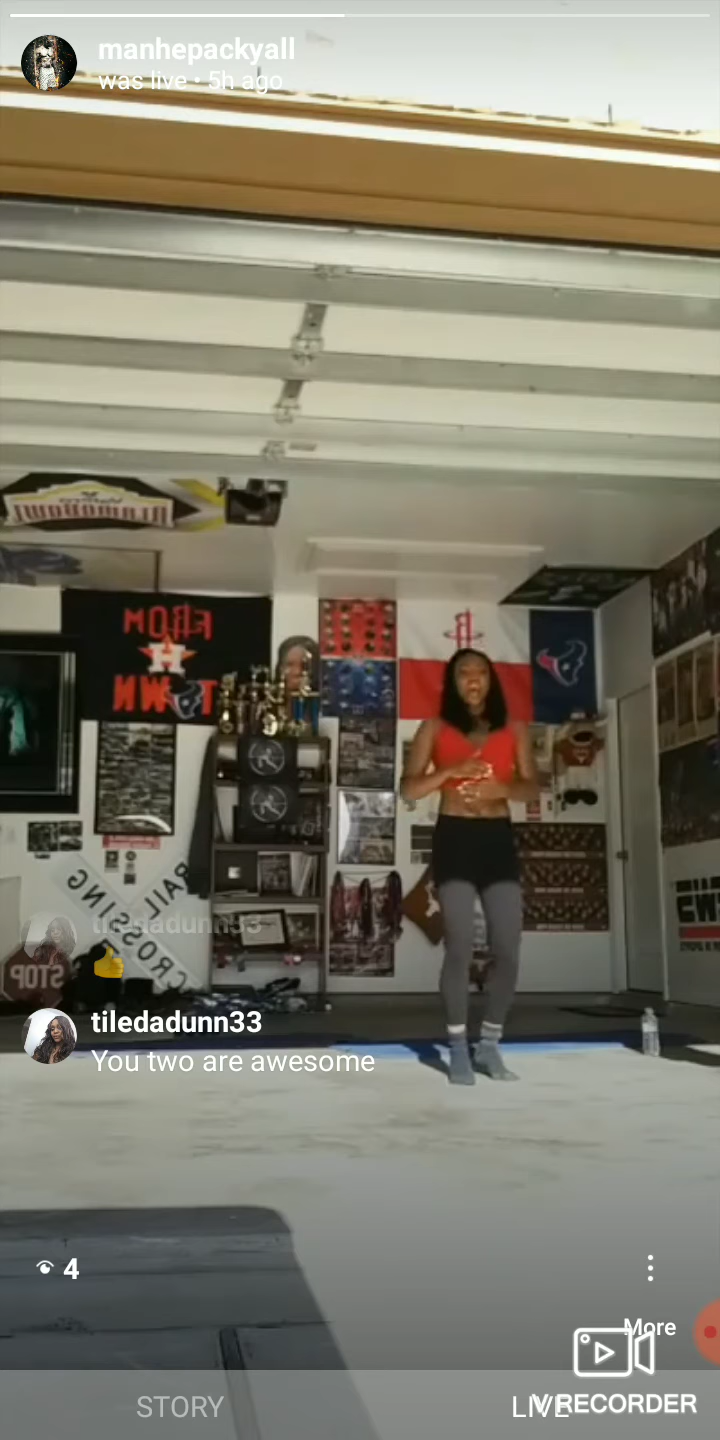 manhepackyall
was live • 5h ago
FROM
H TOWN
RAIL
CROSSING
STOP
tiledadunn33
👍
tiledadunn33
You two are awesome
4
More
STORY
LIVE
V RECORDER